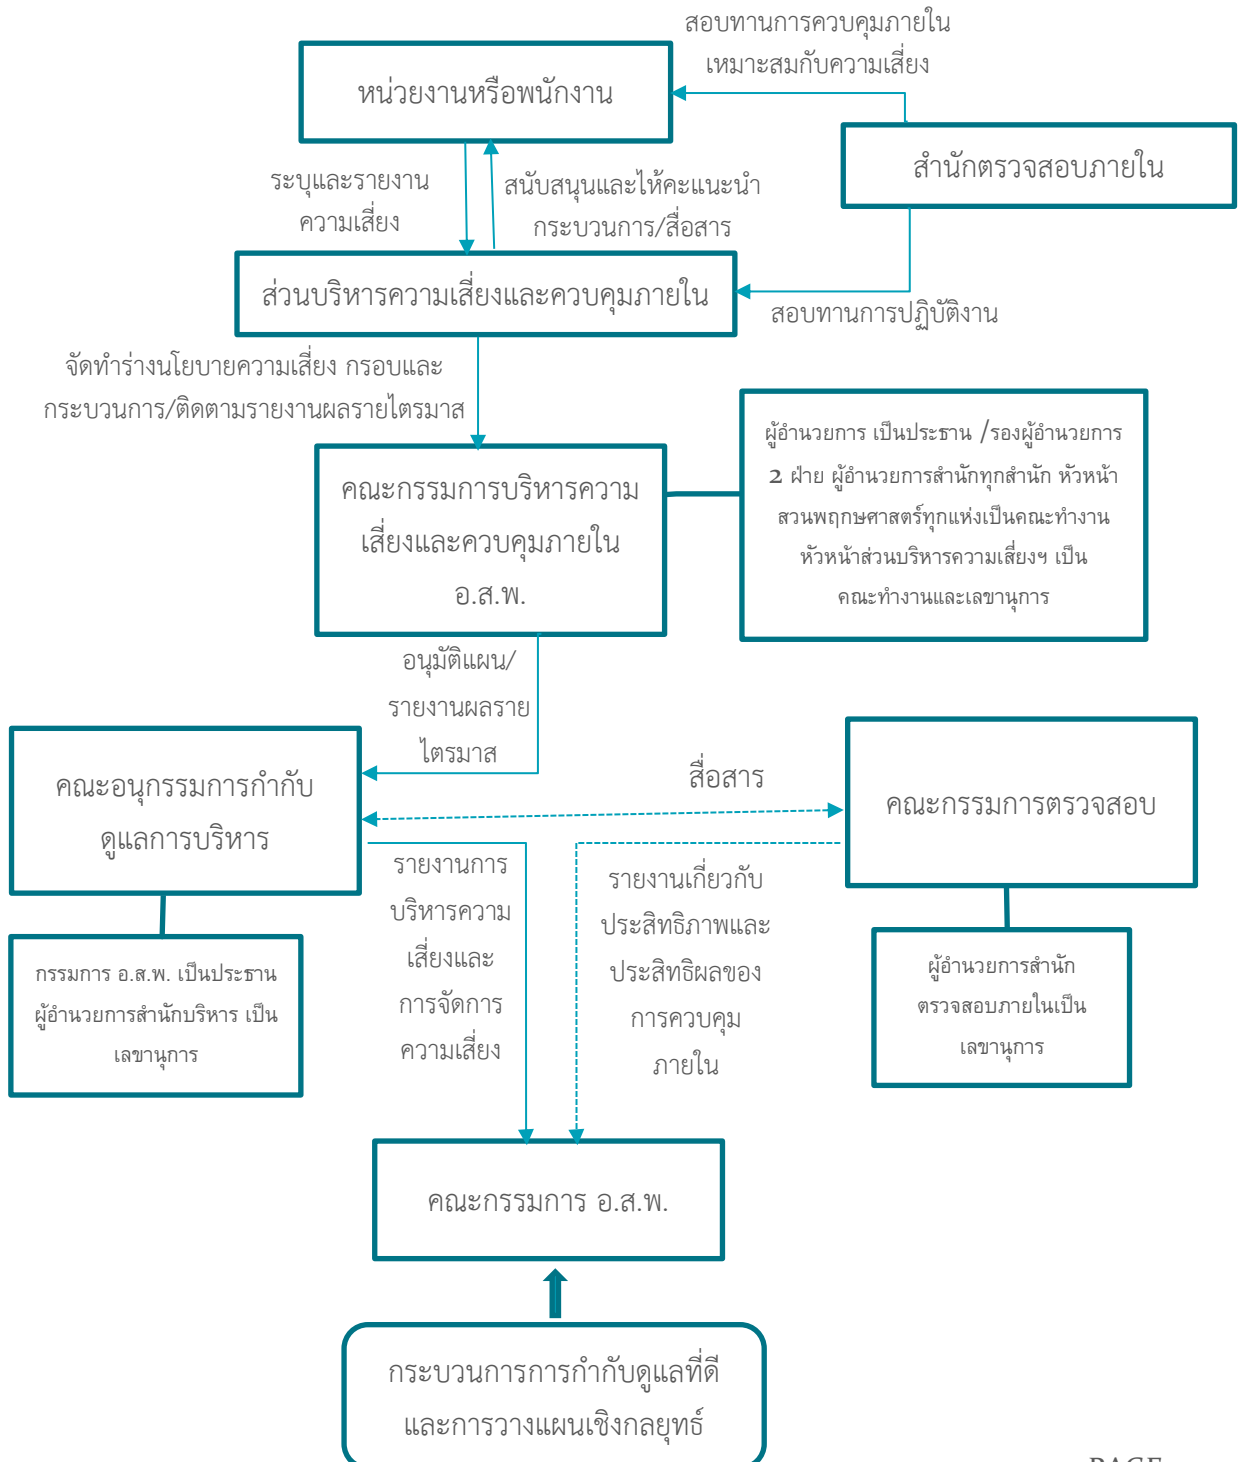 สอบทานการควบคุมภายใน
เหมาะสมกับความเสี่ยง
หน่วยงานหรือพนักงาน
สำนักตรวจสอบภายใน
ระบุและรายงาน
ความเสี่ยง
สนับสนุนและให้คะแนะนำ
กระบวนการ/สื่อสาร
ส่วนบริหารความเสี่ยงและควบคุมภายใน
สอบทานการปฏิบัติงาน
จัดทำร่างนโยบายความเสี่ยง กรอบและ
กระบวนการ/ติดตามรายงานผลรายไตรมาส
ผู้อำนวยการ เป็นประธาน /รองผู้อำนวยการ
2 ฝ่าย ผู้อำนวยการสำนักทุกสำนัก หัวหน้า
สวนพฤกษศาสตร์ทุกแห่งเป็นคณะทำงาน
หัวหน้าส่วนบริหารความเสี่ยงฯ เป็น
คณะทำงานและเลขานุการ
คณะกรรมการบริหารความ
เสี่ยงและควบคุมภายใน
อ.ส.พ.
อนุมัติแผน/
รายงานผลราย
ไตรมาส
คณะอนุกรรมการกำกับ
ดูแลการบริหาร
สื่อสาร
คณะกรรมการตรวจสอบ
รายงานการ
บริหารความ
เสี่ยงและ
การจัดการ
ความเสี่ยง
รายงานเกี่ยวกับ
ประสิทธิภาพและ
ประสิทธิผลของ
การควบคุม
ภายใน
กรรมการ อ.ส.พ. เป็นประธาน
ผู้อำนวยการสำนักบริหาร เป็น
เลขานุการ
ผู้อำนวยการสำนัก
ตรวจสอบภายในเป็น
เลขานุการ
คณะกรรมการ อ.ส.พ.
กระบวนการการกำกับดูแลที่ดี
และการวางแผนเชิงกลยุทธ์
PAGE